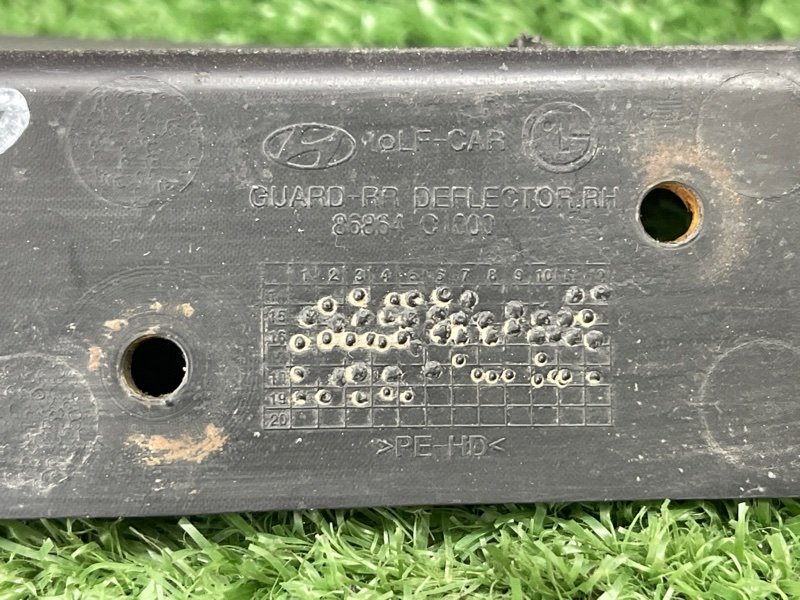 LF-CAR
GUARD-RR DEFLECTOR,RH
86864 C1000
1 2 3 4 5 6 7 8 9 10 11 12
15
16
19
20
>PE-HD<